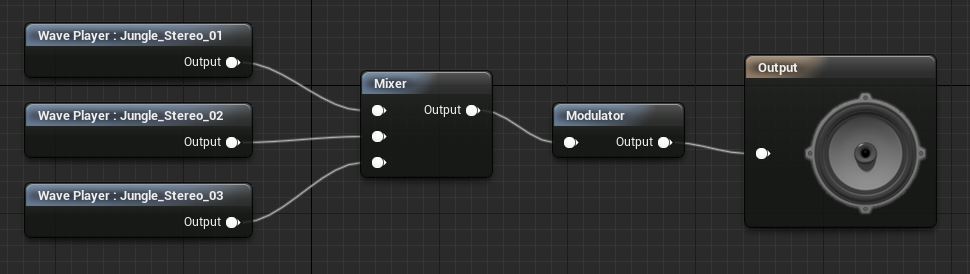 Wave Player : Jungle_Stereo_01
Output
Wave Player : Jungle_Stereo_02
Output
Wave Player : Jungle_Stereo_03
Output
Mixer
Output
Modulator
Output
Output